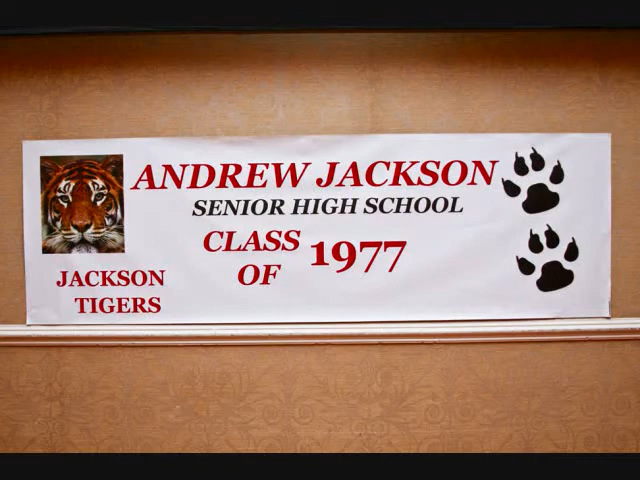 ANDREW JACKSON
SENIOR HIGH SCHOOL
CLASS
OF
1977
JACKSON
TIGERS